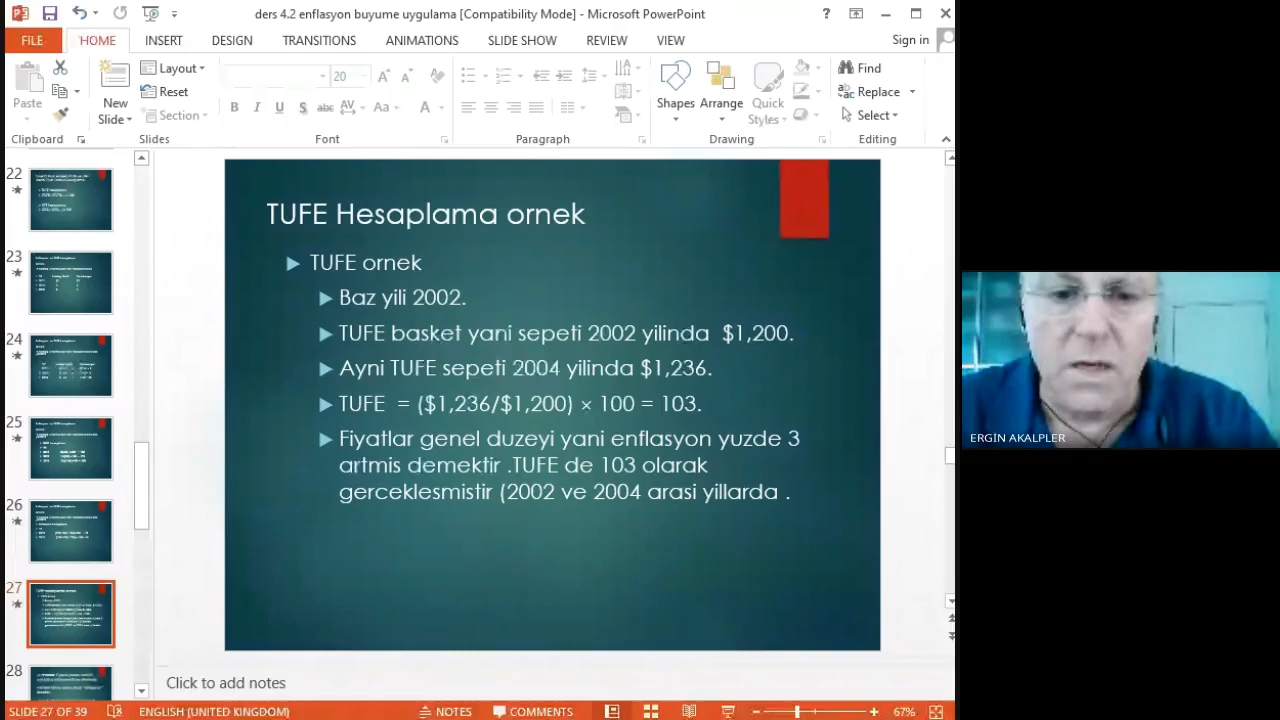 ders 4.2 enflasyon buyume uygulama [Compatibility Mode] - Microsoft PowerPoint
FILE HOME INSERT DESIGN TRANSITIONS ANIMATIONS SLIDE SHOW REVIEW VIEW Sign in
Paste
New Slide
Layout
Reset
Section
20
B I U S abc AV Aa A
Shapes
Arrange
Quick Styles
Find
Replace
Select
Clipboard Slides Font Paragraph Drawing Editing
22
23
24
25
26
27
28
TUFE Hesaplama ornek
TUFE ornek
Baz yili 2002.
TUFE basket yani sepeti 2002 yilinda $1,200.
Ayni TUFE sepeti 2004 yilinda $1,236.
TUFE = ($1,236/$1,200) × 100 = 103.
Fiyatlar genel duzeyi yani enflasyon yuzde 3
artmis demektir .TUFE de 103 olarak
gerceklesmistir (2002 ve 2004 arasi yillarda .
ERGİN AKALPLER
Click to add notes
SLIDE 27 OF 39 ENGLISH (UNITED KINGDOM) NOTES COMMENTS 67%